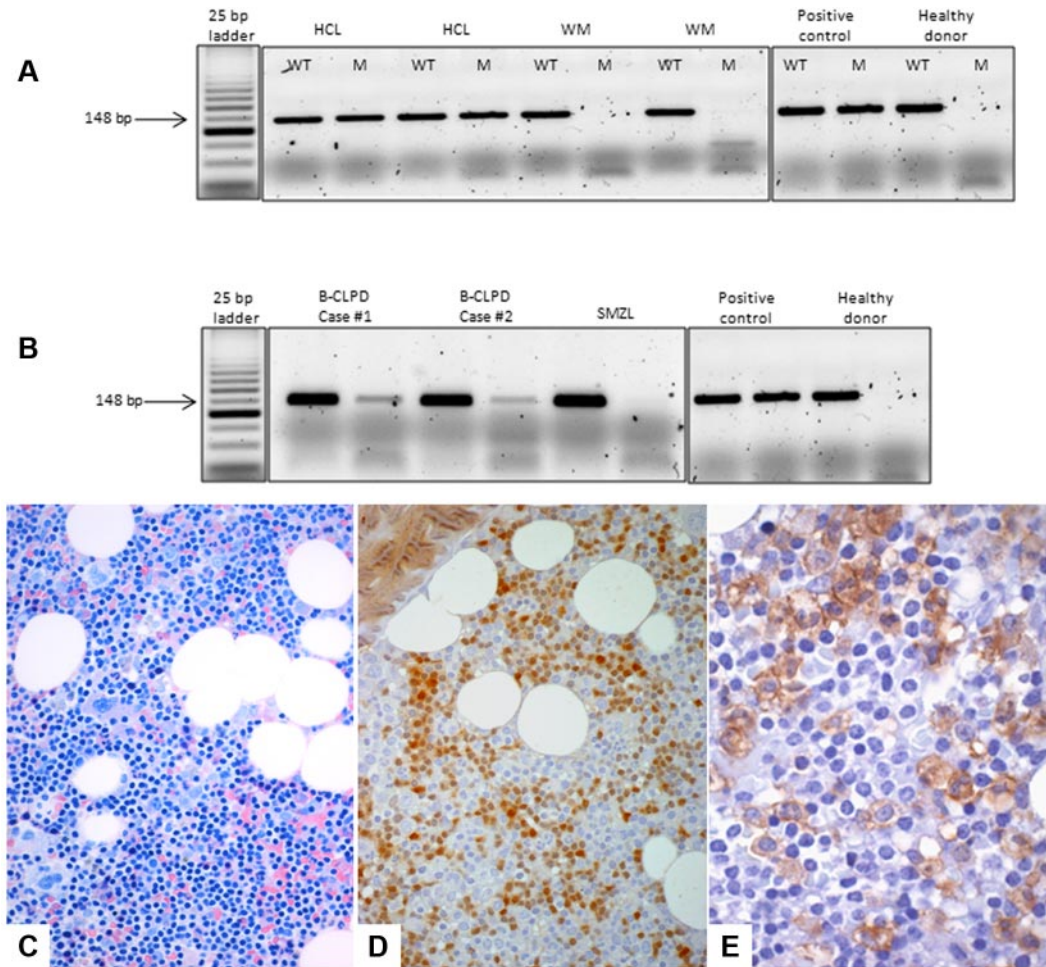 A
25 bp
ladder
HCL
HCL
WM
WM
Positive
control
Healthy
donor
WT M WT M WT M WT M WT M WT M
148 bp
B
25 bp
ladder
B-CLPD
Case #1
B-CLPD
Case #2
SMZL
Positive
control
Healthy
donor
148 bp
C
D
E